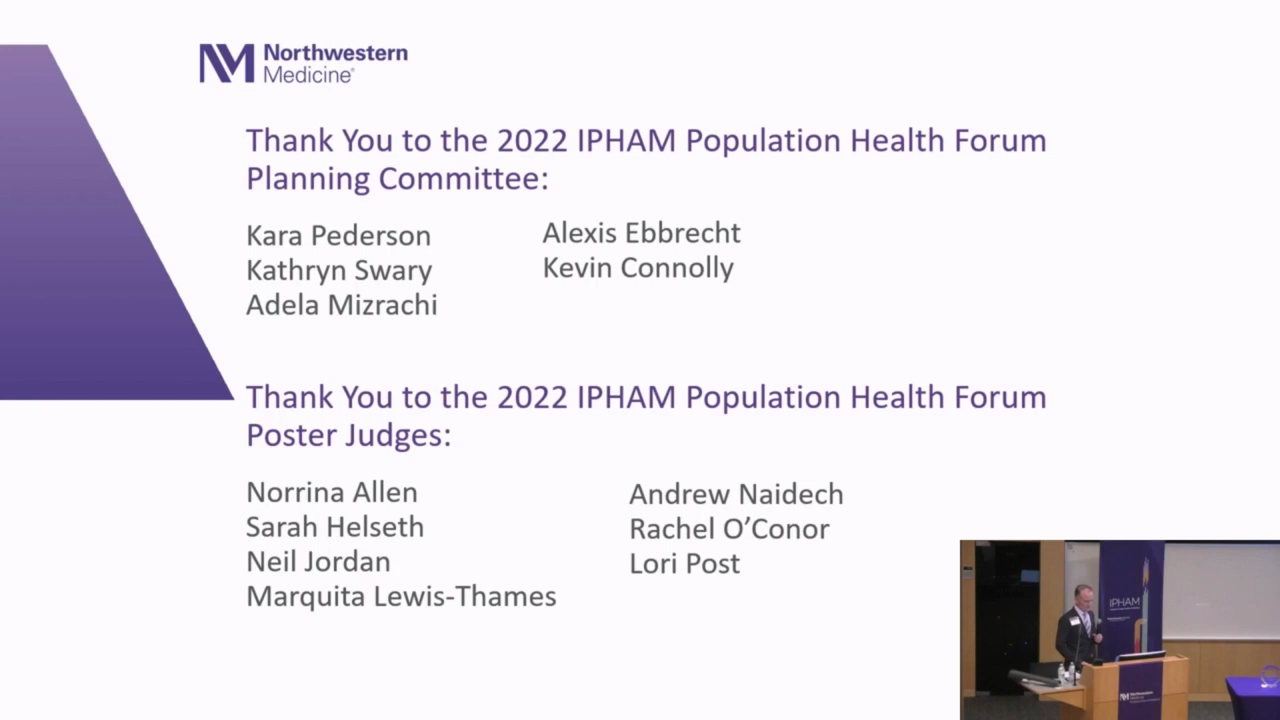 Northwestern
Medicine®
Thank You to the 2022 IPHAM Population Health Forum
Planning Committee:
Kara Pederson
Kathryn Swary
Adela Mizrachi
Alexis Ebbrecht
Kevin Connolly
Thank You to the 2022 IPHAM Population Health Forum
Poster Judges:
Norrina Allen
Sarah Helseth
Neil Jordan
Marquita Lewis-Thames
Andrew Naidech
Rachel O’Conor
Lori Post
IPHAM
Northwestern